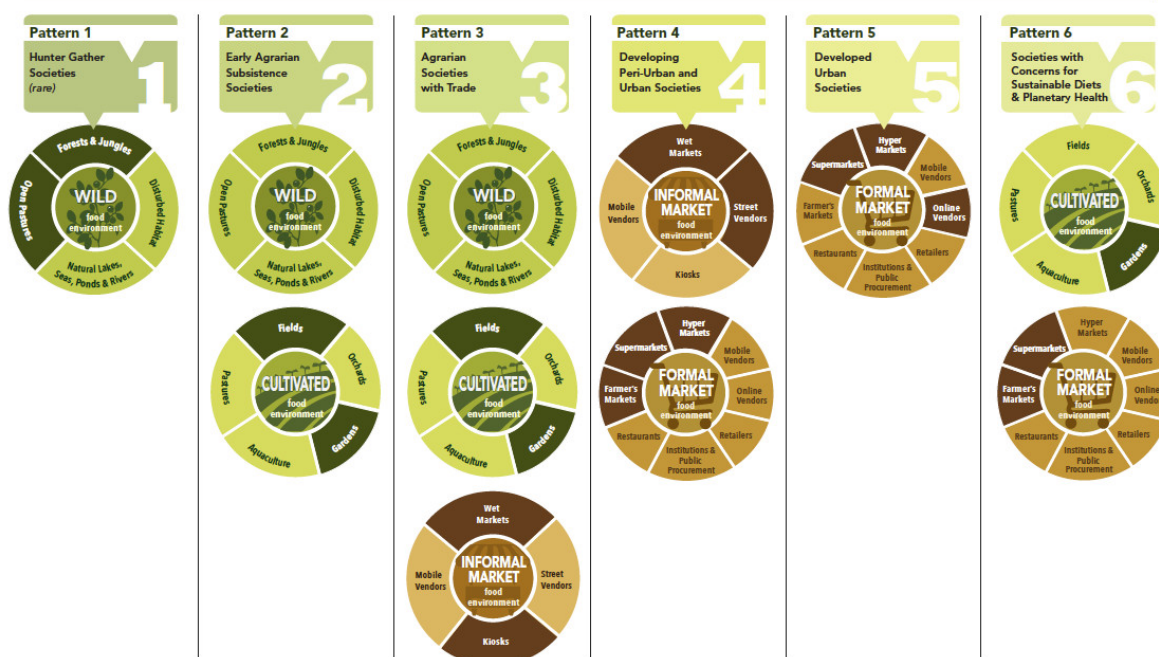 Pattern 1
Hunter Gather
Societies
(rare)
1
Forests & Jungles
Open Pastures
Disturbed Habitat
WILD
food
environment
Natural Lakes,
Seas, Ponds & Rivers
Pattern 2
Early Agrarian
Subsistence
Societies
2
Forests & Jungles
Open Pastures
Disturbed Habitat
WILD
food
environment
Natural Lakes,
Seas, Ponds & Rivers
Fields
Pastures
Orchards
CULTIVATED
food
environment
Aquaculture
Gardens
Pattern 3
Agrarian
Societies
with Trade
3
Forests & Jungles
Open Pastures
Disturbed Habitat
WILD
food
environment
Natural Lakes,
Seas, Ponds & Rivers
Fields
Pastures
Orchards
CULTIVATED
food
environment
Aquaculture
Gardens
Wet
Markets
Mobile
Vendors
INFORMAL
MARKET
food
environment
Street
Vendors
Kiosks
Pattern 4
Developing
Peri-Urban and
Urban Societies
4
Wet
Markets
Mobile
Vendors
INFORMAL
MARKET
food
environment
Street
Vendors
Kiosks
Hyper
Markets
Supermarkets
Mobile
Vendors
Farmer's
Markets
FORMAL
MARKET
food
environment
Online
Vendors
Restaurants
Retailers
Institutions &
Public
Procurement
Pattern 5
Developed
Urban
Societies
5
Hyper
Markets
Supermarkets
Mobile
Vendors
Farmer's
Markets
FORMAL
MARKET
food
environment
Online
Vendors
Restaurants
Retailers
Institutions &
Public
Procurement
Pattern 6
Societies with
Concerns for
Sustainable Diets
& Planetary Health
6
Fields
Pastures
Orchards
CULTIVATED
food
environment
Aquaculture
Gardens
Hyper
Markets
Supermarkets
Mobile
Vendors
Farmer's
Markets
FORMAL
MARKET
food
environment
Online
Vendors
Restaurants
Retailers
Institutions &
Public
Procurement